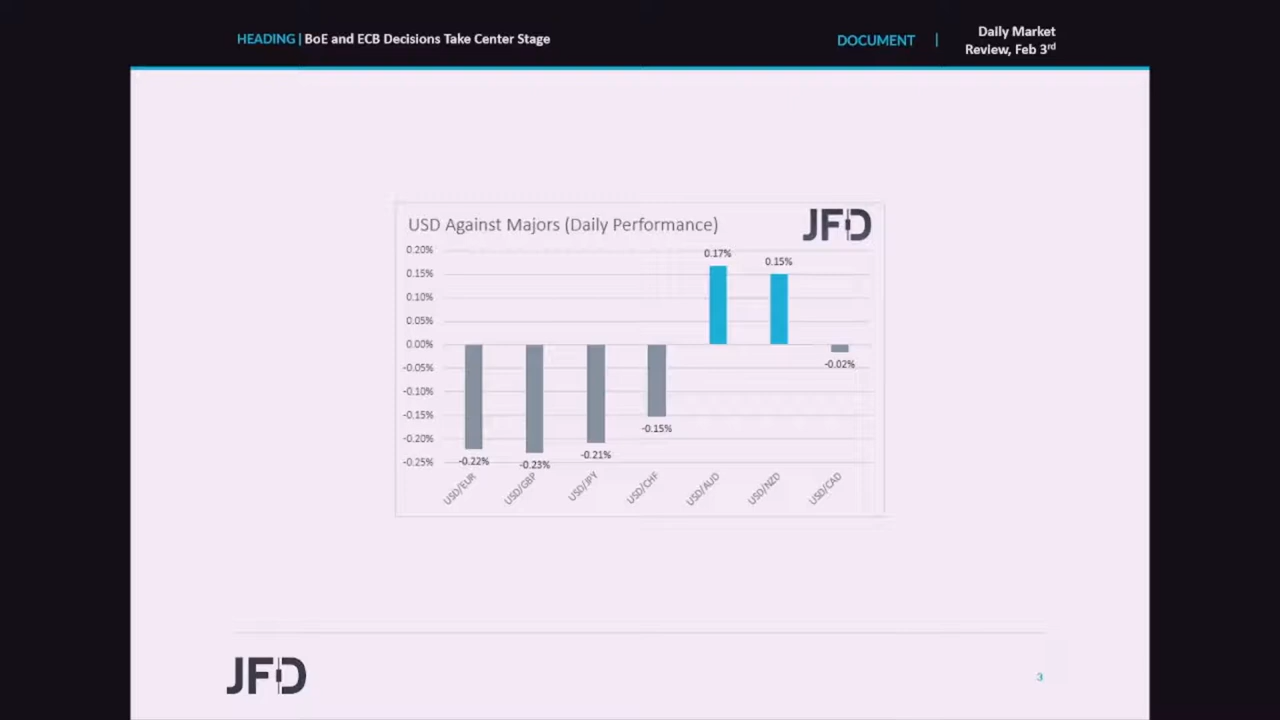 HEADING | BoE and ECB Decisions Take Center Stage
DOCUMENT |
Daily Market
Review, Feb 3rd
USD Against Majors (Daily Performance)
JFD
0.20%
0.15%
0.10%
0.05%
0.00%
-0.05%
-0.10%
-0.15%
-0.20%
-0.25%
-0.22%
-0.23%
-0.21%
-0.15%
0.17%
0.15%
-0.02%
USD/EUR
USD/GBP
USD/JPY
USD/CHF
USD/AUD
USD/NZD
USD/CAD
JFD
3